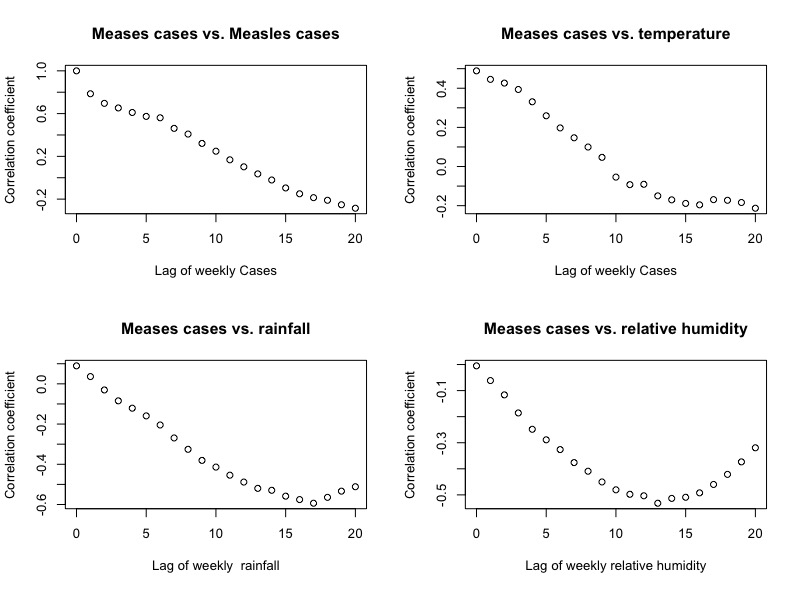 Meases cases vs. Measles cases
Correlation coefficient
1.0
0.6
0.2
-0.2
0 5 10 15 20
Lag of weekly Cases
Meases cases vs. temperature
Correlation coefficient
0.4
0.2
0.0
-0.2
0 5 10 15 20
Lag of weekly Cases
Meases cases vs. rainfall
Correlation coefficient
0.0
-0.2
-0.4
-0.6
0 5 10 15 20
Lag of weekly  rainfall
Meases cases vs. relative humidity
Correlation coefficient
-0.1
-0.3
-0.5
0 5 10 15 20
Lag of weekly relative humidity